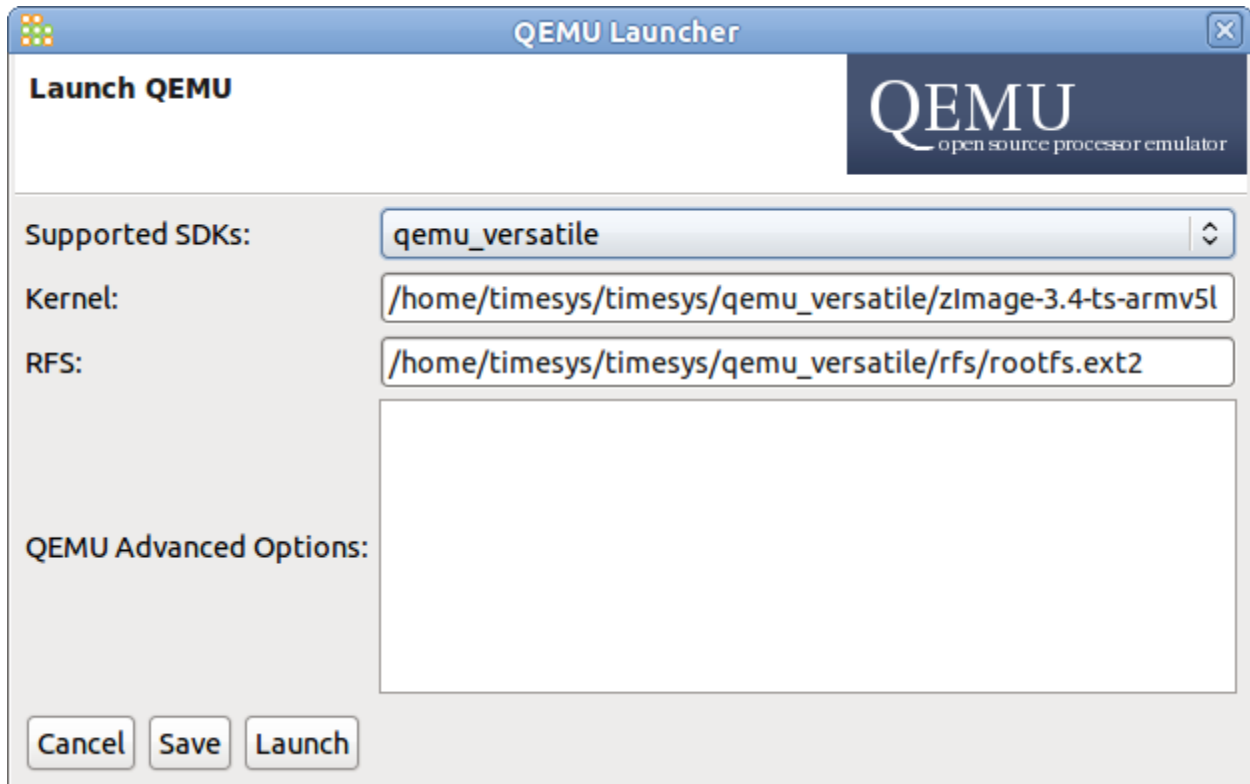 QEMU Launcher
Launch QEMU
QEMU
open source processor emulator
Supported SDKs: qemu_versatile
Kernel: /home/timesys/timesys/qemu_versatile/zImage-3.4-ts-armv5l
RFS: /home/timesys/timesys/qemu_versatile/rfs/rootfs.ext2
QEMU Advanced Options:
Cancel Save Launch